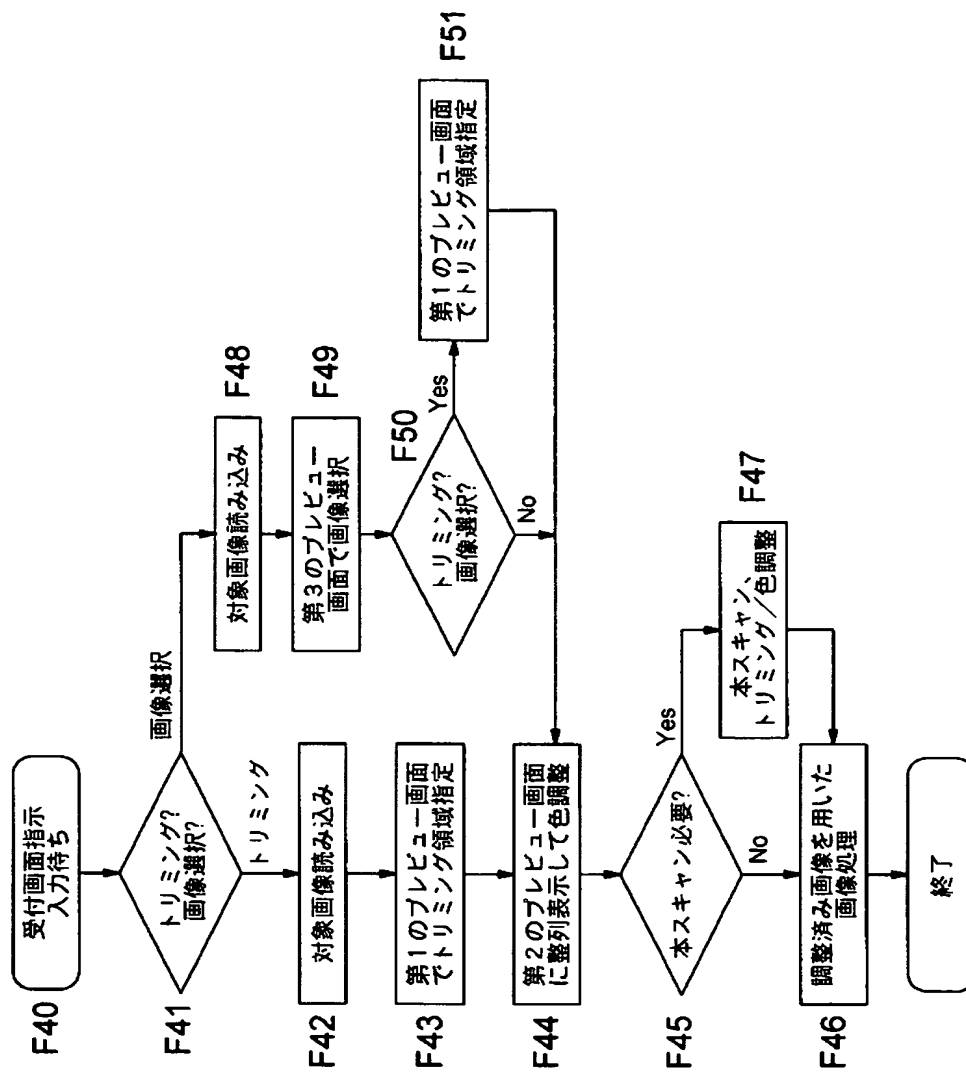 F40
受付画面指示
入力待ち
F41
トリミング?
画像選択?
画像選択
トリミング
F42
対象画像読み込み
F43
第1のプレビュー画面
でトリミング領域指定
F44
第2のプレビュー画面
に整列表示して色調整
F45
本スキャン必要?
Yes
No
F46
調整済み画像を用いた
画像処理
終了
F47
本スキャン、
トリミング/色調整
F48
対象画像読み込み
F49
第3のプレビュー
画面で画像選択
F50
トリミング?
画像選択?
Yes
No
F51
第1のプレビュー画面
でトリミング領域指定